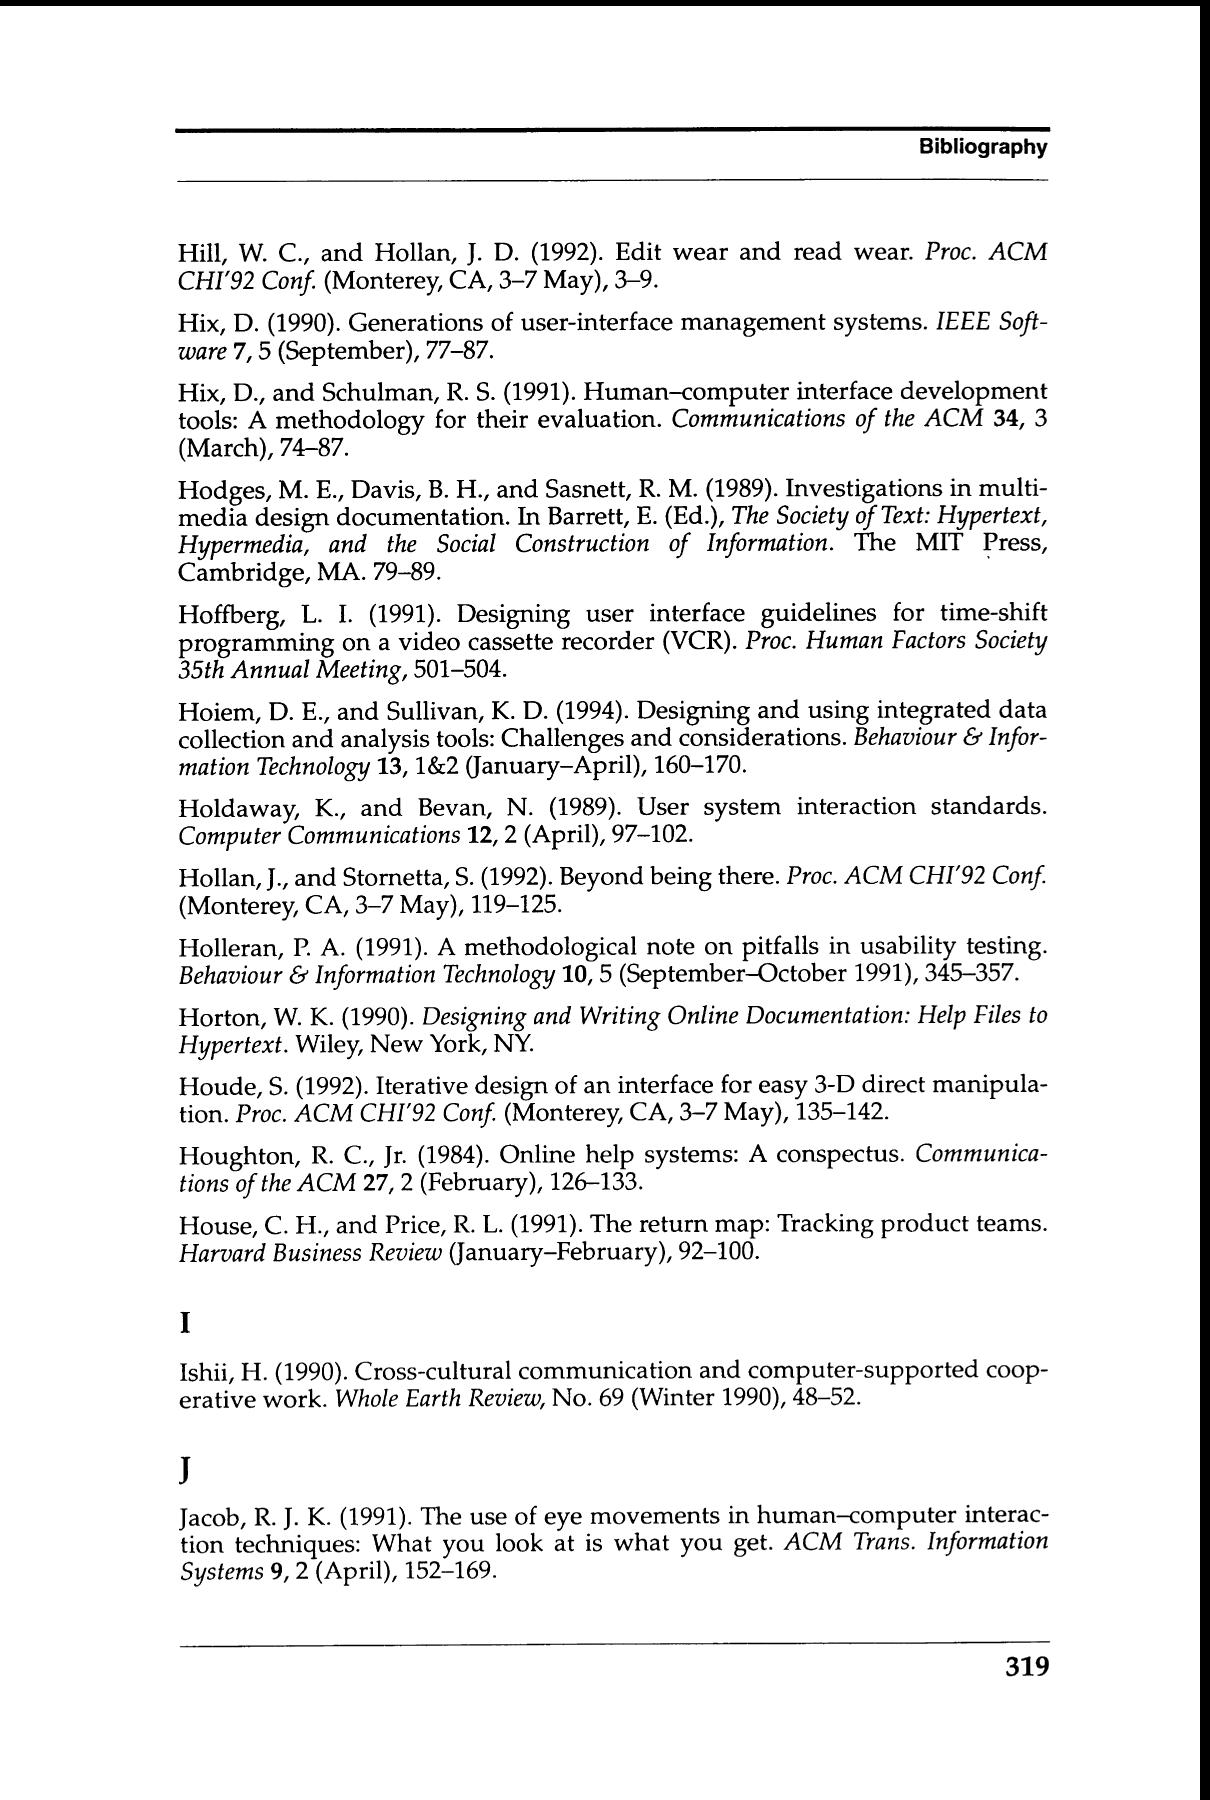 Bibliography
Hill, W. C., and Hollan, J. D. (1992). Edit wear and read wear. Proc. ACM
CHI'92 Conf. (Monterey, CA, 3–7 May), 3–9.
Hix, D. (1990). Generations of user-interface management systems. IEEE Soft-
ware 7, 5 (September), 77–87.
Hix, D., and Schulman, R. S. (1991). Human–computer interface development
tools: A methodology for their evaluation. Communications of the ACM 34, 3
(March), 74–87.
Hodges, M. E., Davis, B. H., and Sasnett, R. M. (1989). Investigations in multi-
media design documentation. In Barrett, E. (Ed.), The Society of Text: Hypertext,
Hypermedia, and the Social Construction of Information. The MIT Press,
Cambridge, MA. 79–89.
Hoffberg, L. I. (1991). Designing user interface guidelines for time-shift
programming on a video cassette recorder (VCR). Proc. Human Factors Society
35th Annual Meeting, 501–504.
Hoiem, D. E., and Sullivan, K. D. (1994). Designing and using integrated data
collection and analysis tools: Challenges and considerations. Behaviour & Infor-
mation Technology 13, 1&2 (January–April), 160–170.
Holdaway, K., and Bevan, N. (1989). User system interaction standards.
Computer Communications 12, 2 (April), 97–102.
Hollan, J., and Stornetta, S. (1992). Beyond being there. Proc. ACM CHI'92 Conf.
(Monterey, CA, 3–7 May), 119–125.
Holleran, P. A. (1991). A methodological note on pitfalls in usability testing.
Behaviour & Information Technology 10, 5 (September–October 1991), 345–357.
Horton, W. K. (1990). Designing and Writing Online Documentation: Help Files to
Hypertext. Wiley, New York, NY.
Houde, S. (1992). Iterative design of an interface for easy 3-D direct manipula-
tion. Proc. ACM CHI'92 Conf. (Monterey, CA, 3–7 May), 135–142.
Houghton, R. C., Jr. (1984). Online help systems: A conspectus. Communica-
tions of the ACM 27, 2 (February), 126–133.
House, C. H., and Price, R. L. (1991). The return map: Tracking product teams.
Harvard Business Review (January–February), 92–100.
I
Ishii, H. (1990). Cross-cultural communication and computer-supported coop-
erative work. Whole Earth Review, No. 69 (Winter 1990), 48–52.
J
Jacob, R. J. K. (1991). The use of eye movements in human–computer interac-
tion techniques: What you look at is what you get. ACM Trans. Information
Systems 9, 2 (April), 152–169.
319